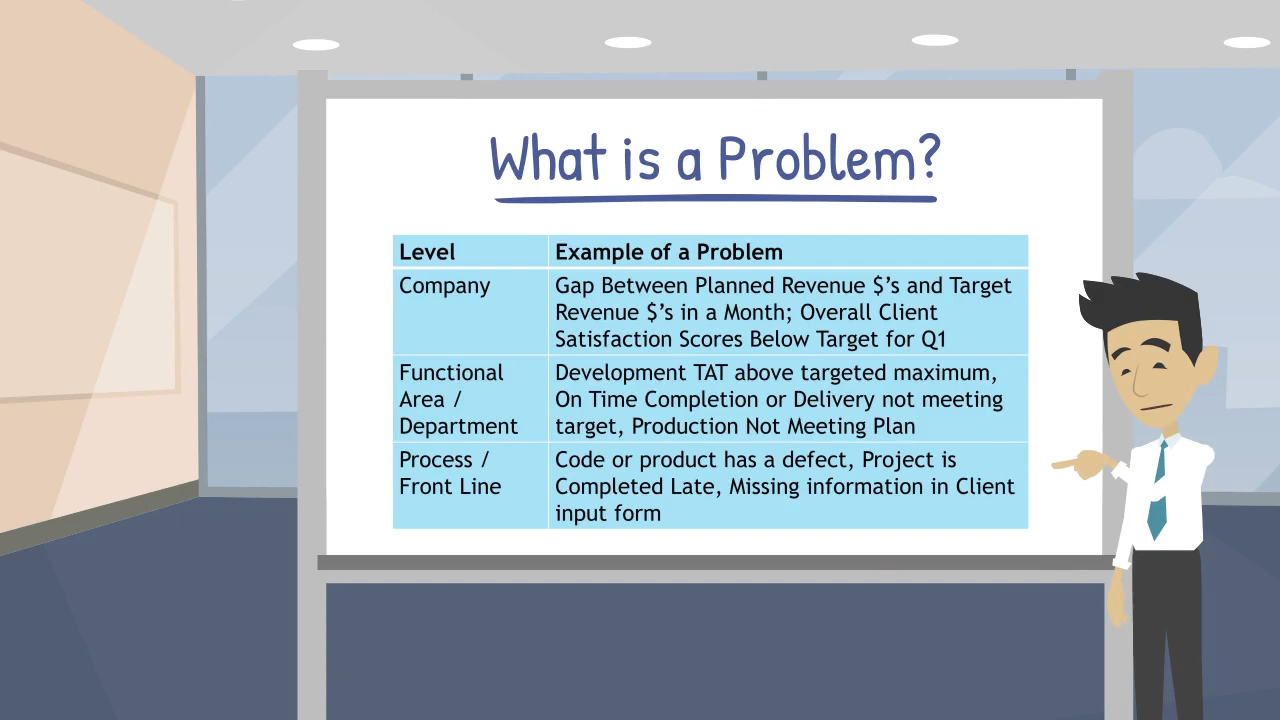 What is a Problem?
Level
Example of a Problem
Company
Gap Between Planned Revenue $’s and Target
Revenue $’s in a Month; Overall Client
Satisfaction Scores Below Target for Q1
Functional
Area /
Department
Development TAT above targeted maximum,
On Time Completion or Delivery not meeting
target, Production Not Meeting Plan
Process /
Front Line
Code or product has a defect, Project is
Completed Late, Missing information in Client
input form